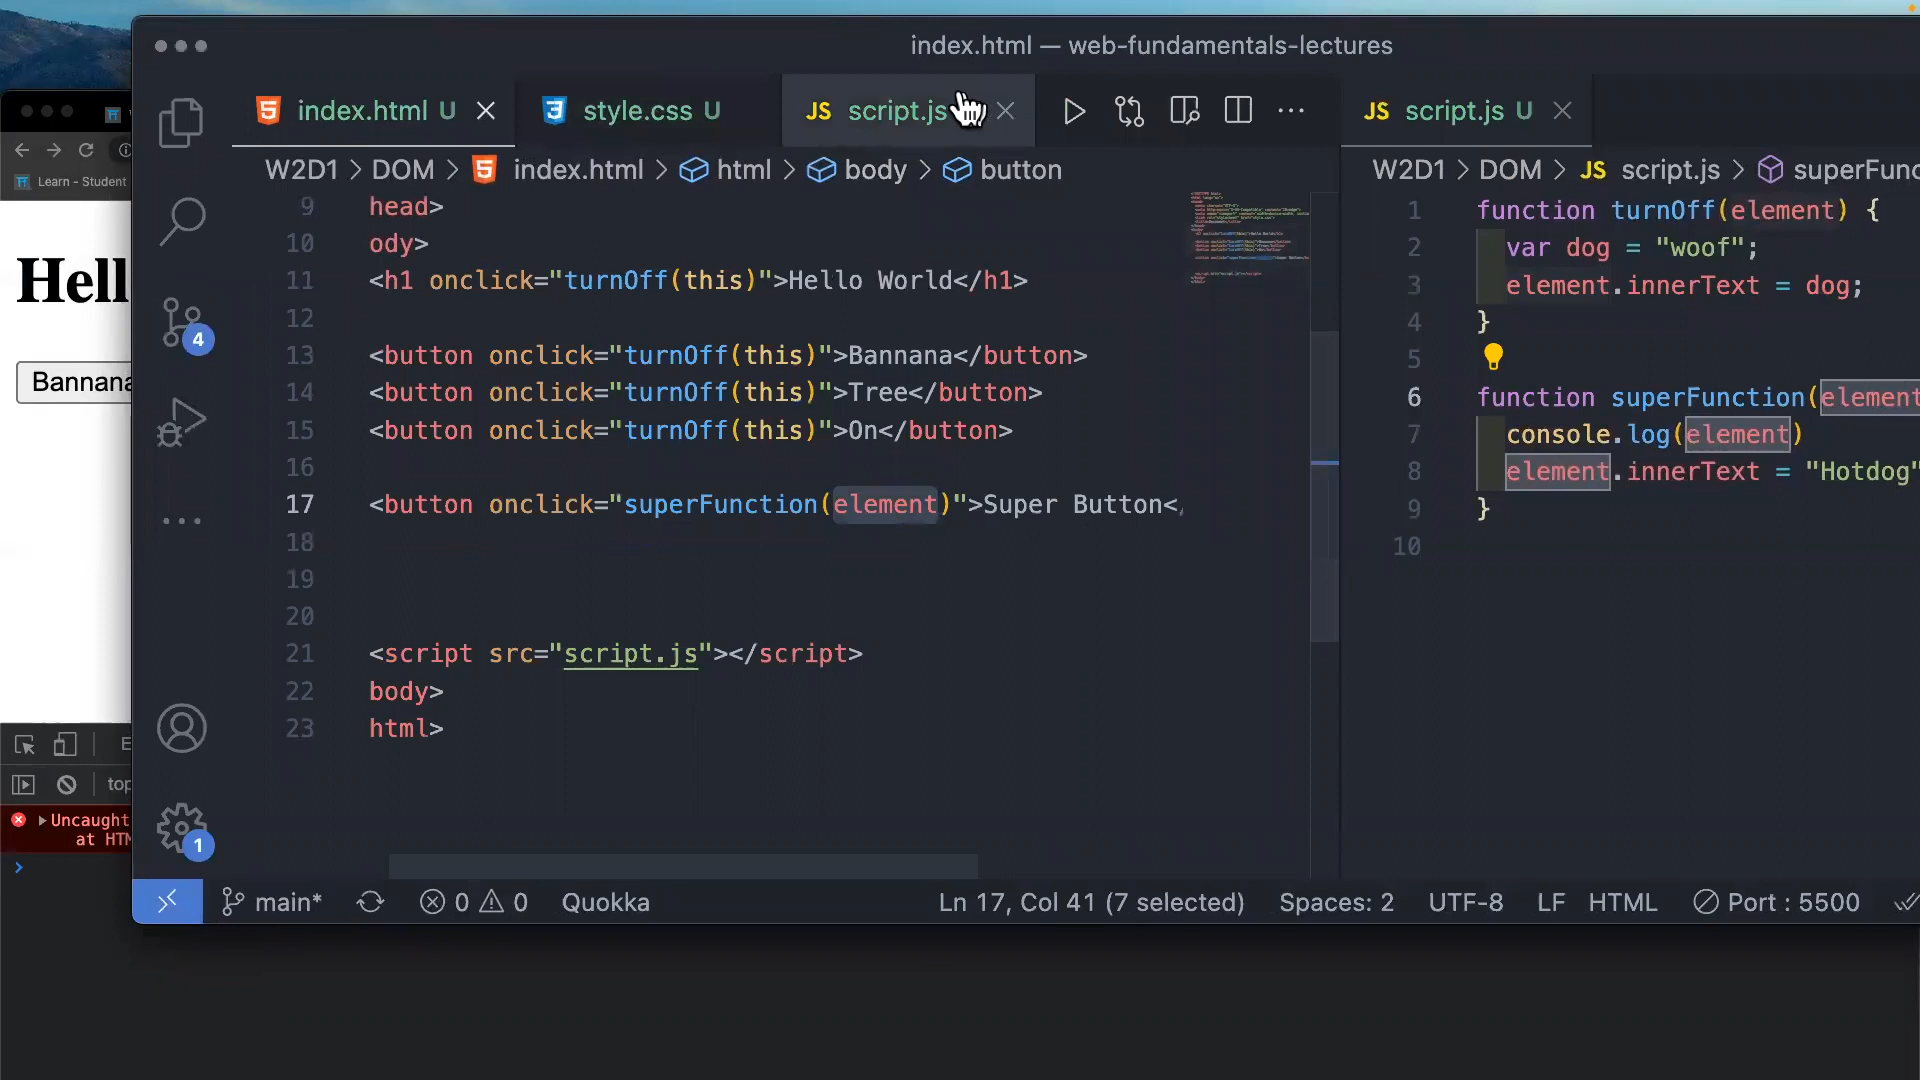 index.html — web-fundamentals-lectures
index.html U
style.css U
JS script.js
JS script.js U
W2D1 > DOM > index.html > html > body > button
W2D1 > DOM > JS script.js > superFunc
9 head>
10 ody>
11 <h1 onclick="turnOff(this)">Hello World</h1>
12
13 <button onclick="turnOff(this)">Bannana</button>
14 <button onclick="turnOff(this)">Tree</button>
15 <button onclick="turnOff(this)">On</button>
16
17 <button onclick="superFunction(element)">Super Button<
18
19
20
21 <script src="script.js"></script>
22 body>
23 html>
1 function turnOff(element) {
2 var dog = "woof";
3 element.innerText = dog;
4 }
5
6 function superFunction(element
7 console.log(element)
8 element.innerText = "Hotdog"
9 }
10
4
1
Learn - Student
Hell
Bannana
top
Uncaught
at HTM
main*
0 0
Quokka
Ln 17, Col 41 (7 selected)
Spaces: 2
UTF-8
LF
HTML
Port : 5500